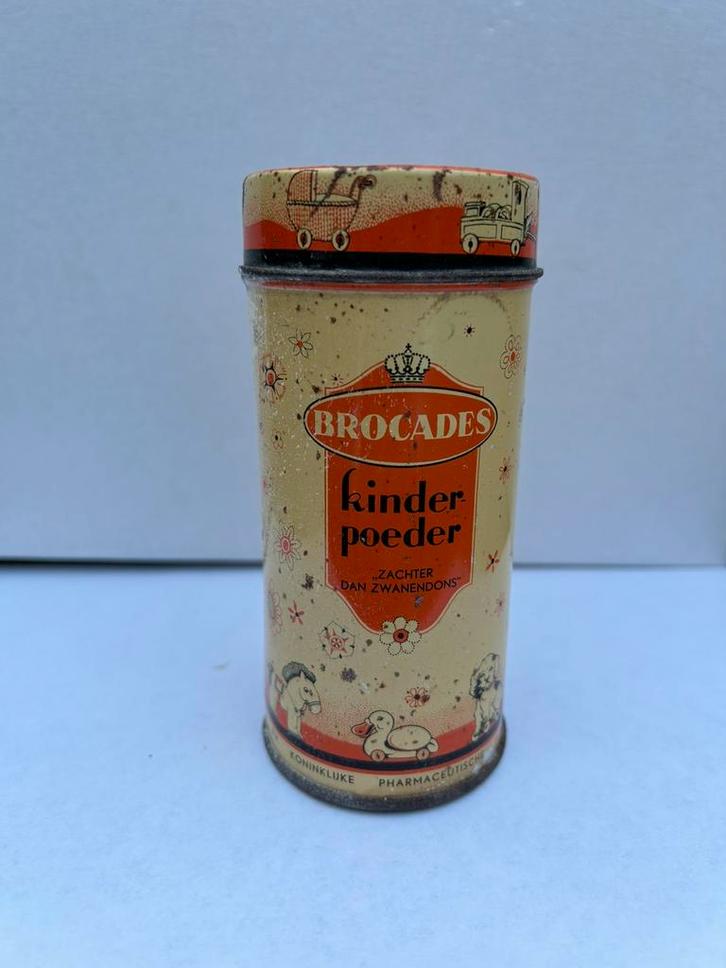 BROCADES
kinder-
poeder
„ZACHTER
DAN ZWANENDONS"
KONINKLIJKE PHARMACEUTISCHE